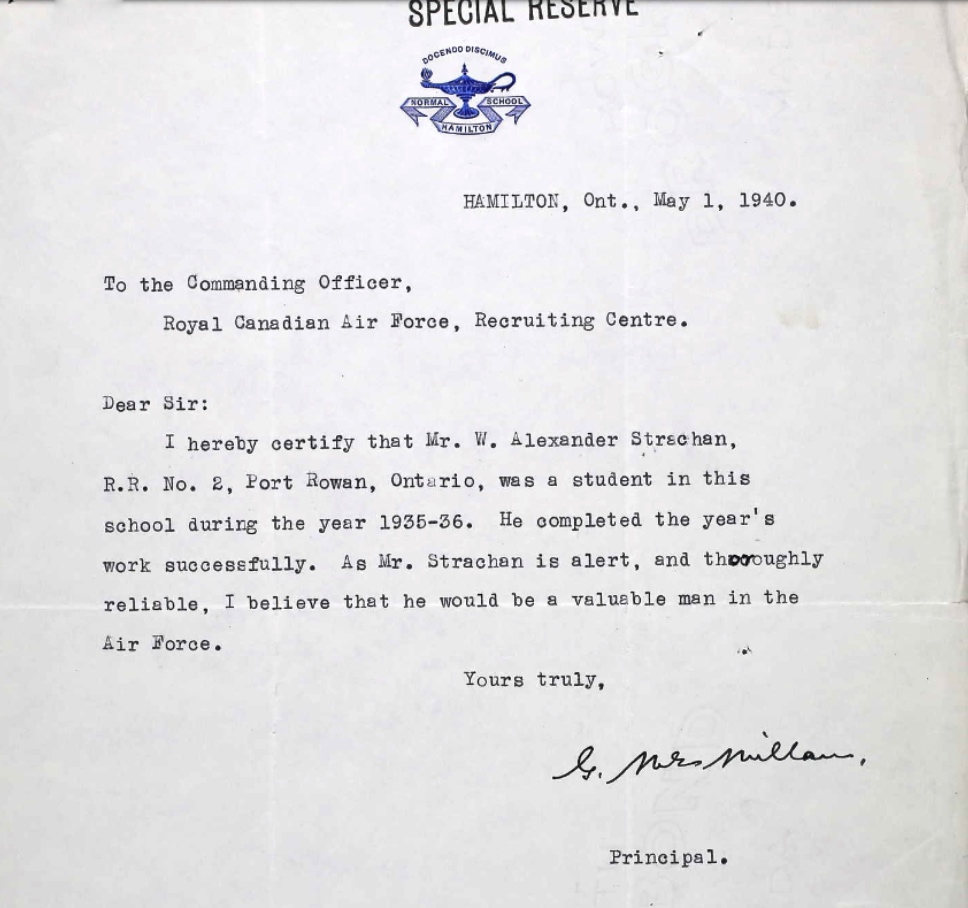 SPECIAL RESERVE
DOCENDO DISCIMUS
NORMAL SCHOOL
HAMILTON
HAMILTON, Ont., May 1, 1940.
To the Commanding Officer,
Royal Canadian Air Force, Recruiting Centre.
Dear Sir:
I hereby certify that Mr. W. Alexander Strachan,
R.R. No. 2, Port Rowan, Ontario, was a student in this
school during the year 1935-36. He completed the year's
work successfully. As Mr. Strachan is alert, and thoroughly
reliable, I believe that he would be a valuable man in the
Air Force.
Yours truly,
Principal.